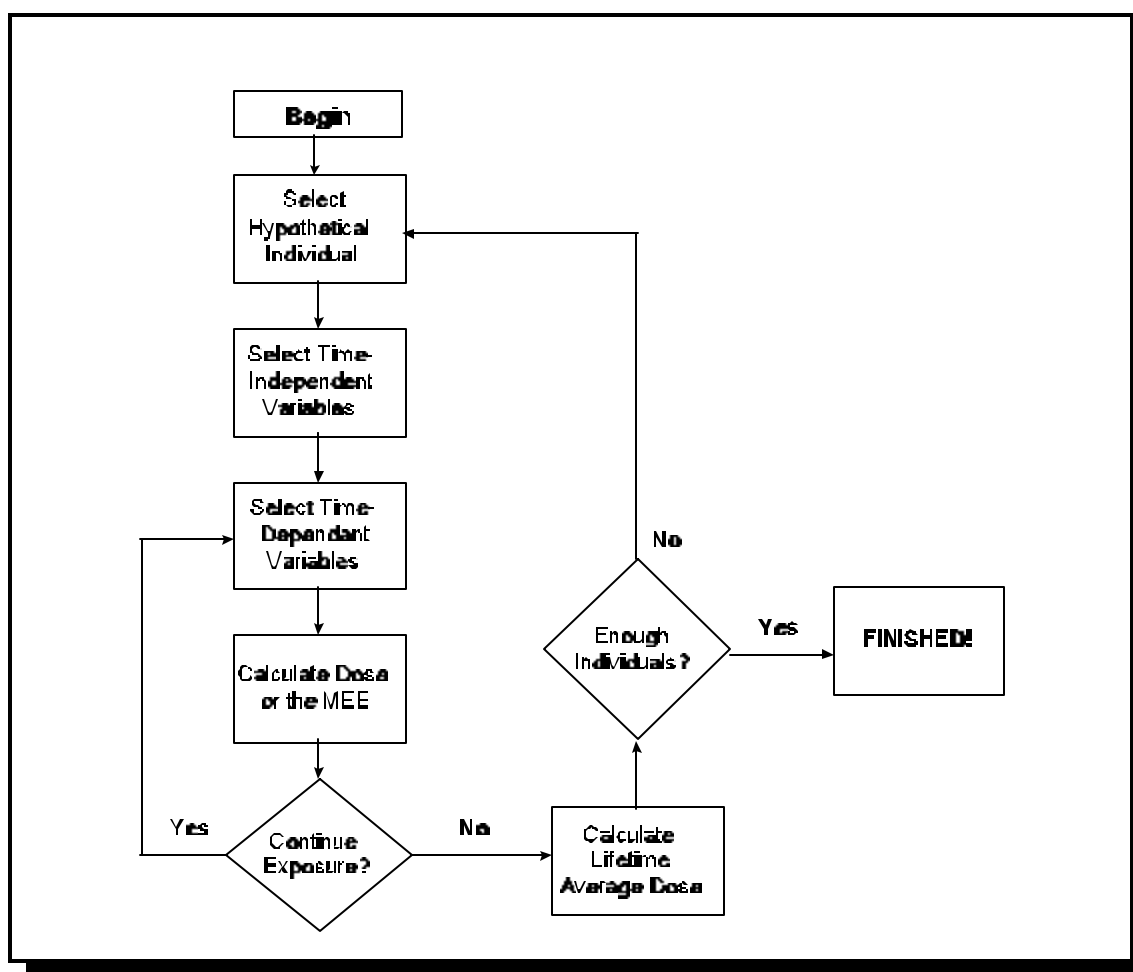 Begin
Select
Hypothetical
Individual
Select Time-
Independent
Variables
Select Time-
Dependant
Variables
Calculate Dose
or the MEE
Continue
Exposure?
Yes
No
Calculate
Lifetime
Average Dose
Enough
Individuals?
No
Yes
FINISHED!